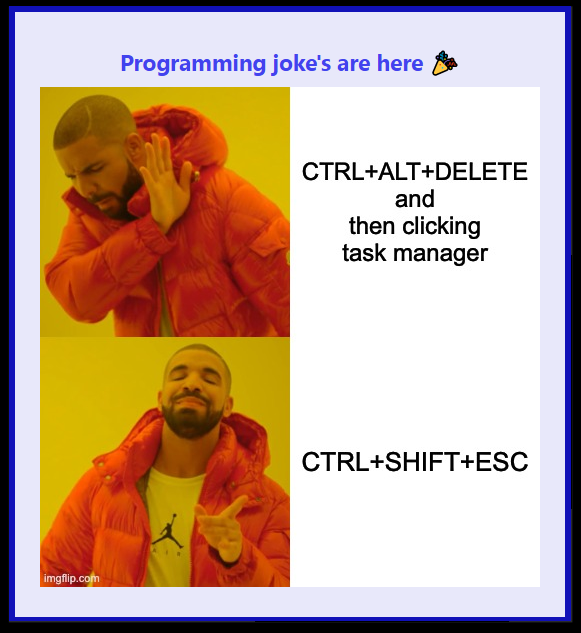 Programming joke's are here 🎉
CTRL+ALT+DELETE
and
then clicking
task manager
CTRL+SHIFT+ESC
imgflip.com